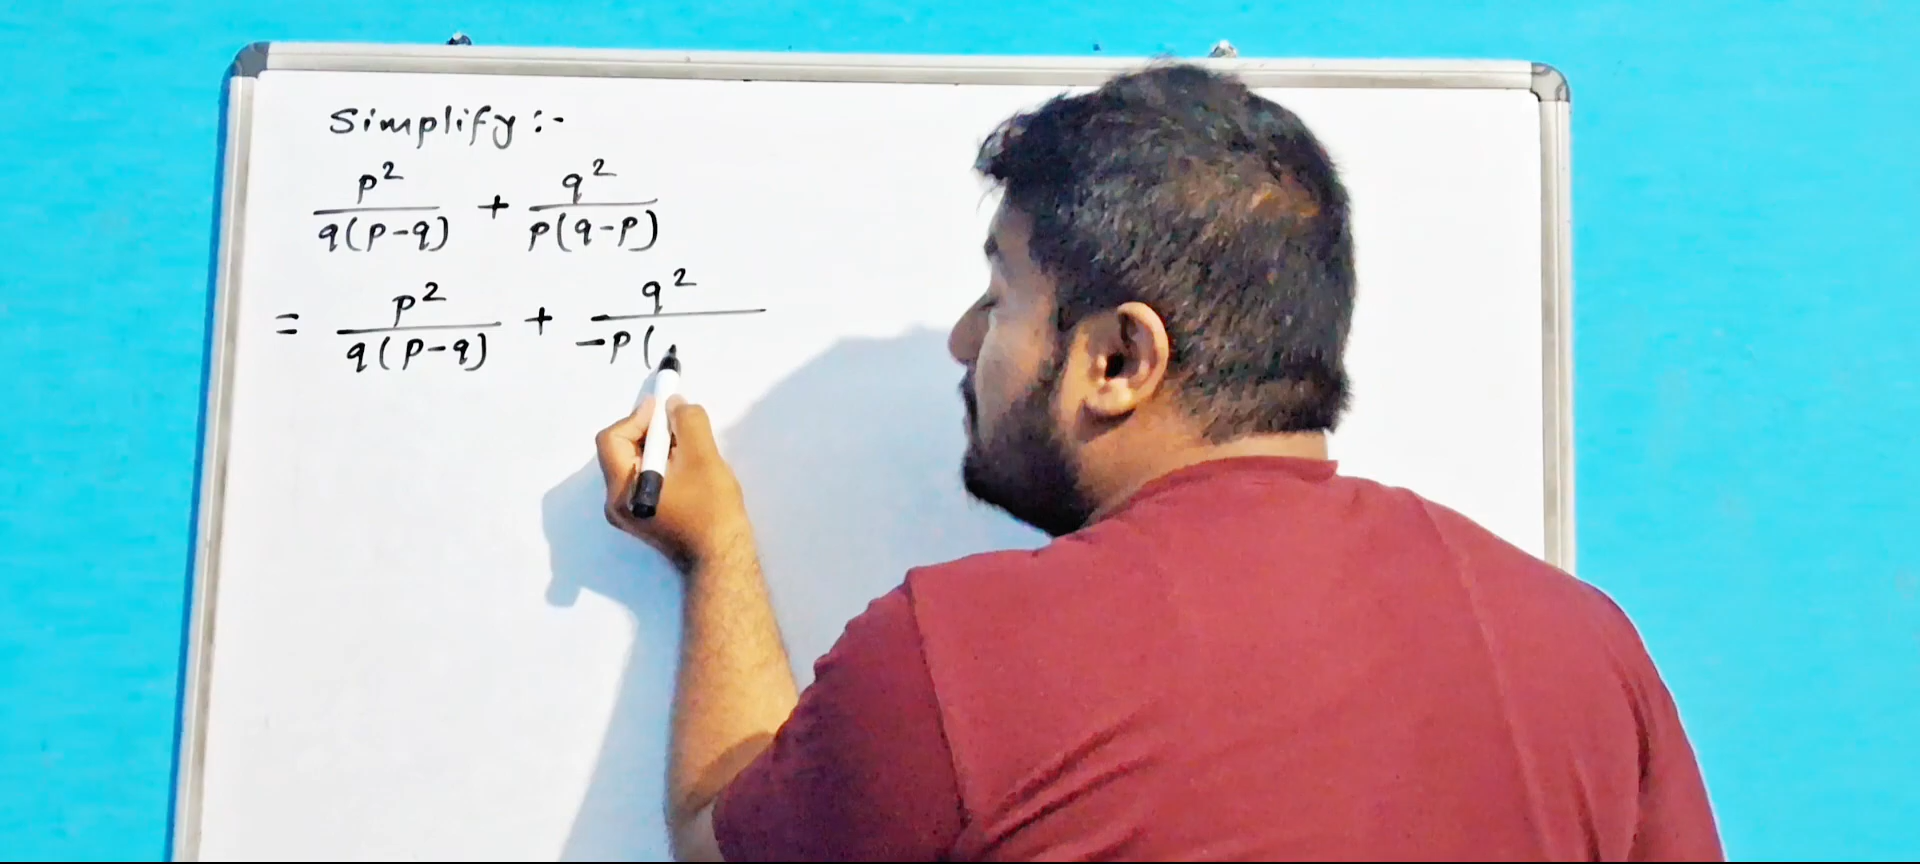 Simplify :-
p²/q(p-q) + q²/p(q-p)
= p²/q(p-q) + q²/-p(